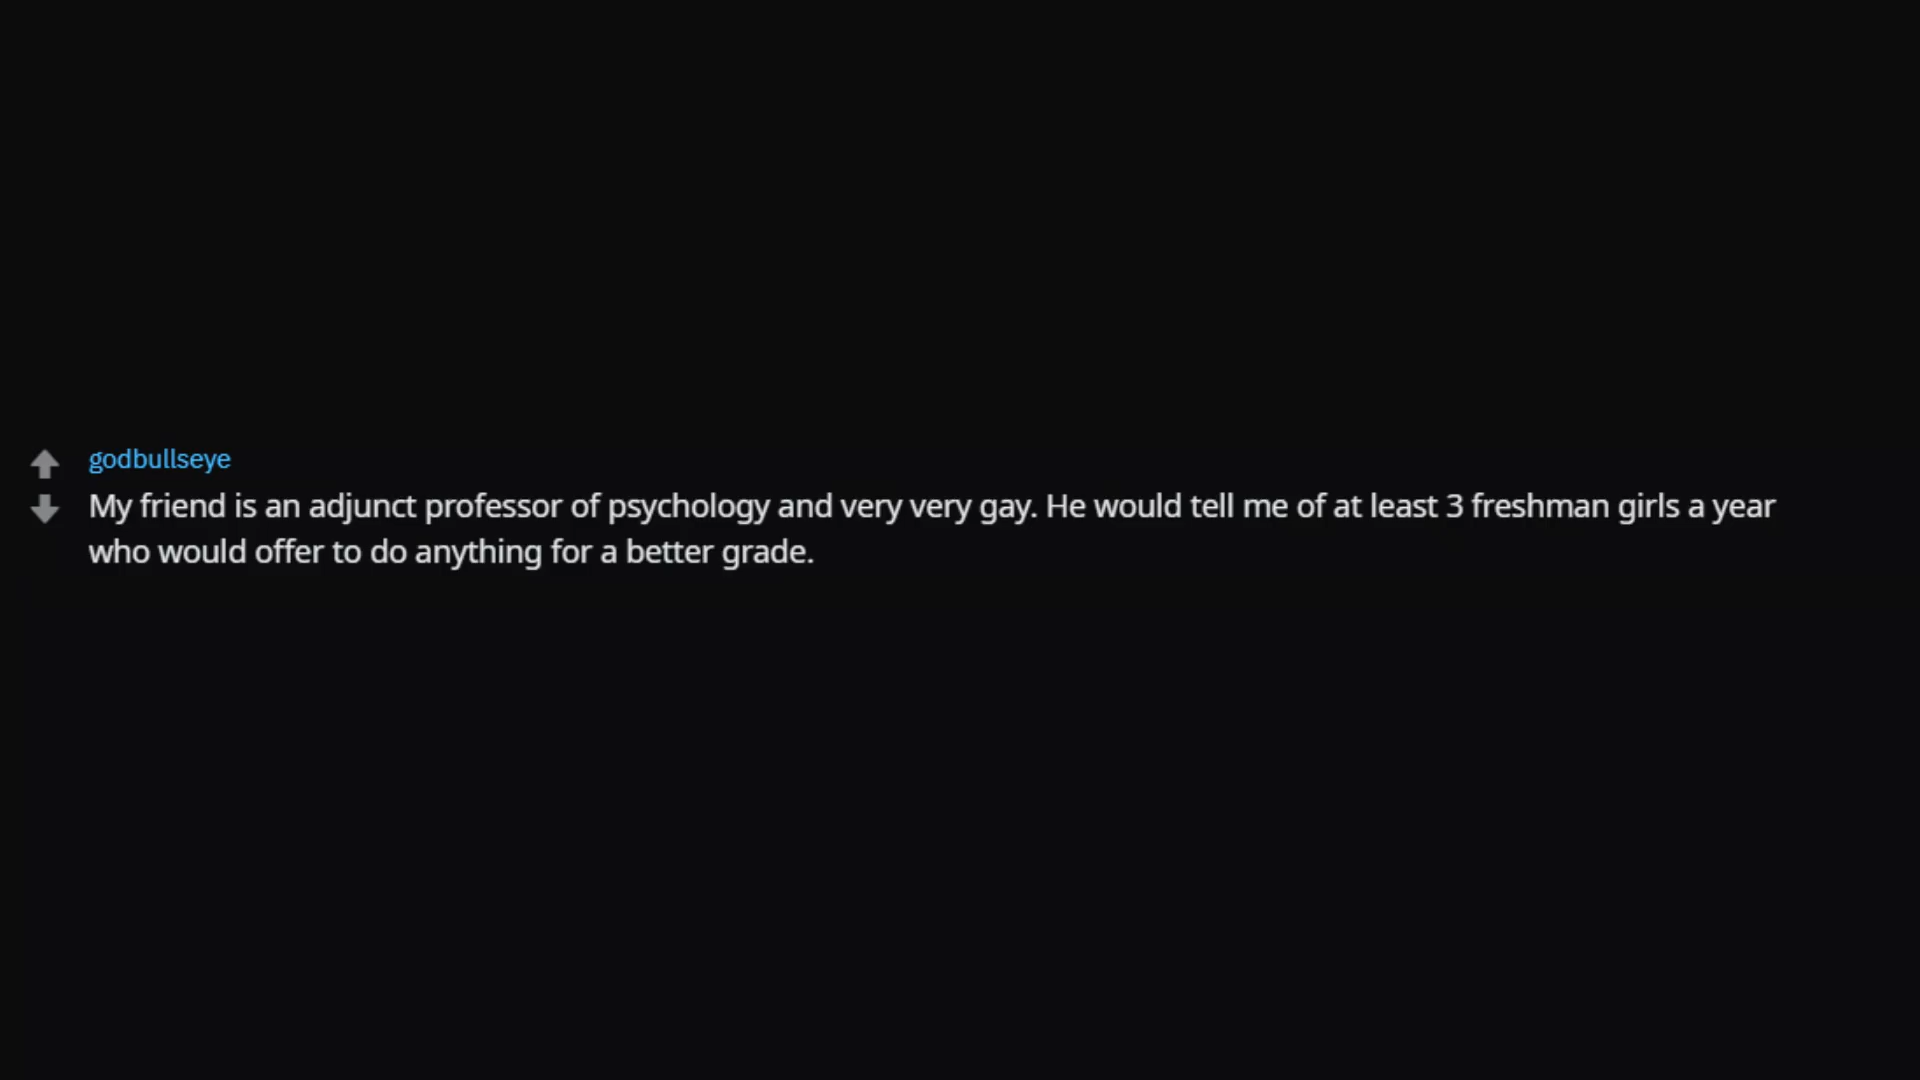 godbullseye
My friend is an adjunct professor of psychology and very very gay. He would tell me of at least 3 freshman girls a year
who would offer to do anything for a better grade.